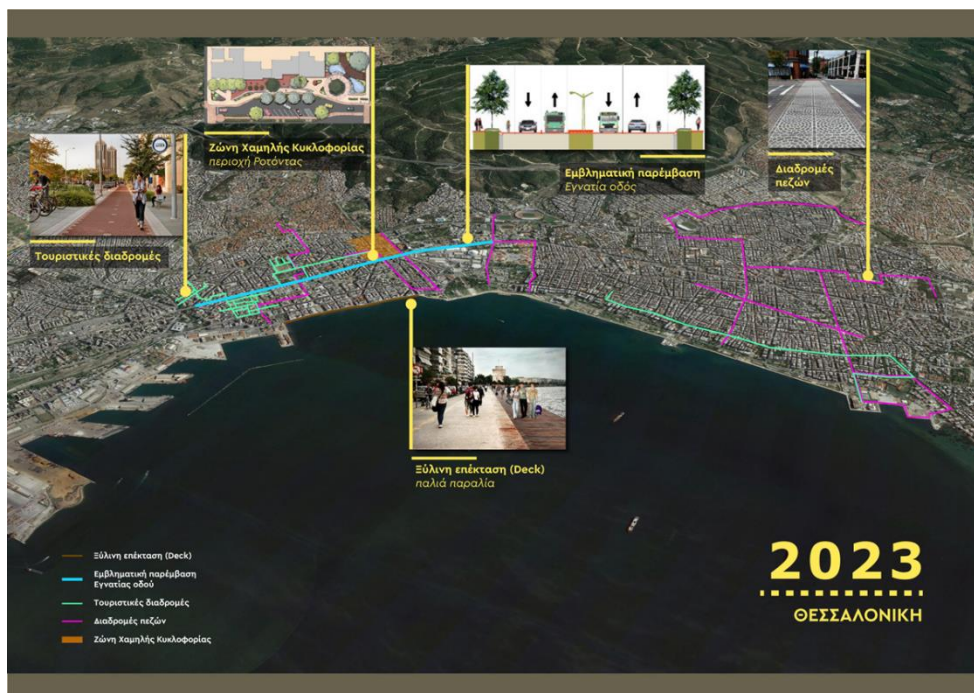 Ζώνη Χαμηλής Κυκλοφορίας
περιοχή Ροτόντας
Εμβληματική παρέμβαση
Εγνατία οδός
Διαδρομές
πεζών
Τουριστικές διαδρομές
Ξύλινη επέκταση (Deck)
παλιά παραλία
Ξύλινη επέκταση (Deck)
Εμβληματική παρέμβαση
Εγνατίας οδού
Τουριστικές διαδρομές
Διαδρομές πεζών
Ζώνη Χαμηλής Κυκλοφορίας
2023
ΘΕΣΣΑΛΟΝΙΚΗ